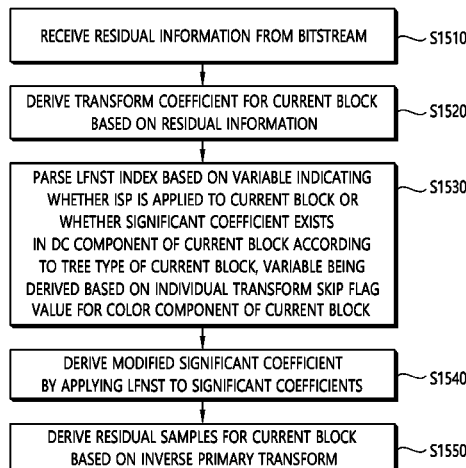 RECEIVE RESIDUAL INFORMATION FROM BITSTREAM
S1510
DERIVE TRANSFORM COEFFICIENT FOR CURRENT BLOCK
BASED ON RESIDUAL INFORMATION
S1520
PARSE LFNST INDEX BASED ON VARIABLE INDICATING
WHETHER ISP IS APPLIED TO CURRENT BLOCK OR
WHETHER SIGNIFICANT COEFFICIENT EXISTS
IN DC COMPONENT OF CURRENT BLOCK ACCORDING
TO TREE TYPE OF CURRENT BLOCK, VARIABLE BEING
DERIVED BASED ON INDIVIDUAL TRANSFORM SKIP FLAG
VALUE FOR COLOR COMPONENT OF CURRENT BLOCK
S1530
DERIVE MODIFIED SIGNIFICANT COEFFICIENT
BY APPLYING LFNST TO SIGNIFICANT COEFFICIENTS
S1540
DERIVE RESIDUAL SAMPLES FOR CURRENT BLOCK
BASED ON INVERSE PRIMARY TRANSFORM
S1550